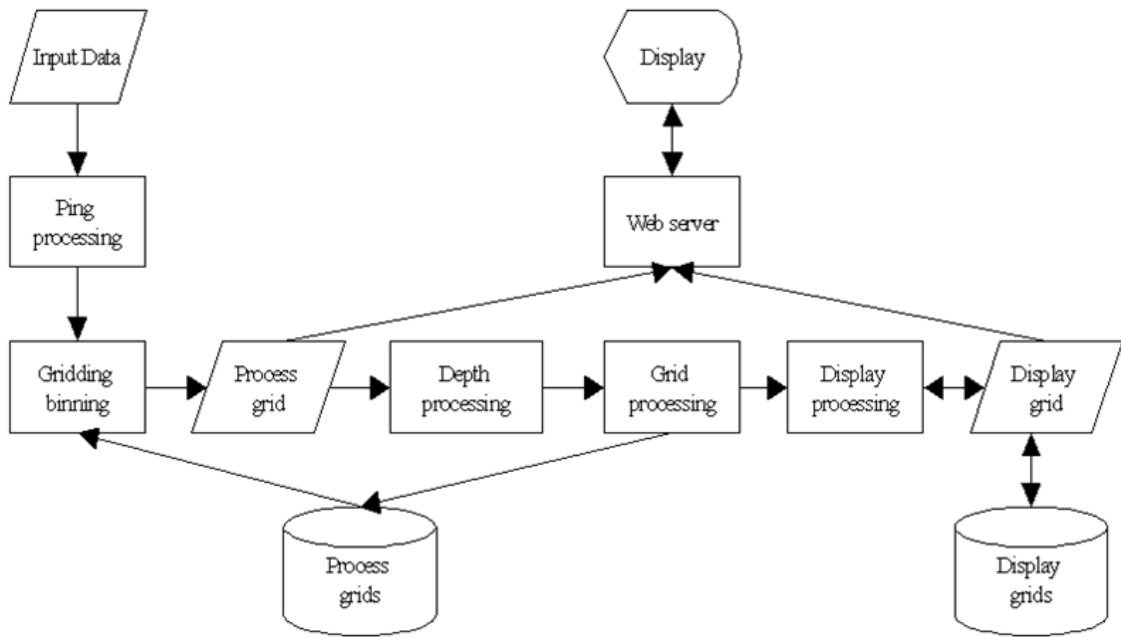 Input Data
Display
Ping
processing
Web server
Gridding
binning
Process
grid
Depth
processing
Grid
processing
Display
processing
Display
grid
Process
grids
Display
grids